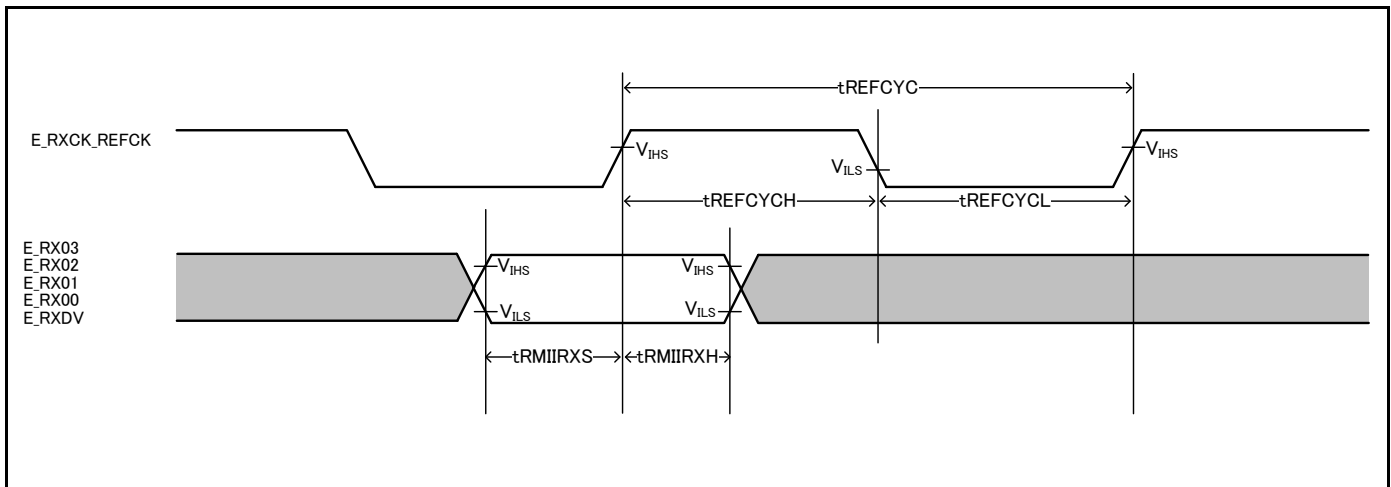 tREFCYC
E_RXCK_REFCK
VIHS
VILS
VIHS
tREFCYCH
tREFCYCL
E_RX03
E_RX02
E_RX01
E_RX00
E_RXDV
VIHS
VIHS
VILS
VILS
tRMIIRXS
tRMIIRXH